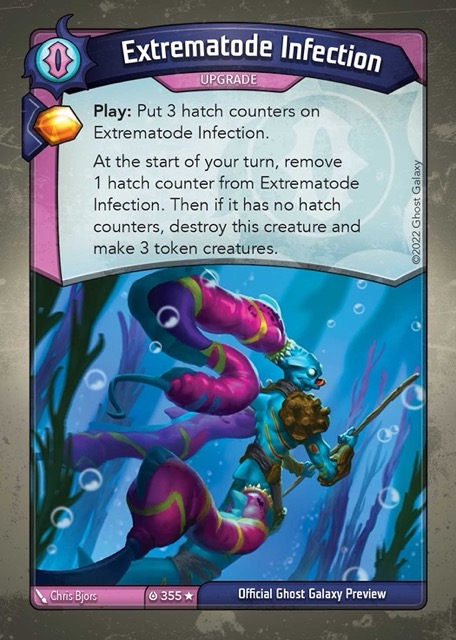 Extrematode Infection
UPGRADE
Play: Put 3 hatch counters on
Extrematode Infection.
At the start of your turn, remove
1 hatch counter from Extrematode
Infection. Then if it has no hatch
counters, destroy this creature and
make 3 token creatures.
©2022 Ghost Galaxy
Chris Bjors
355★
Official Ghost Galaxy Preview